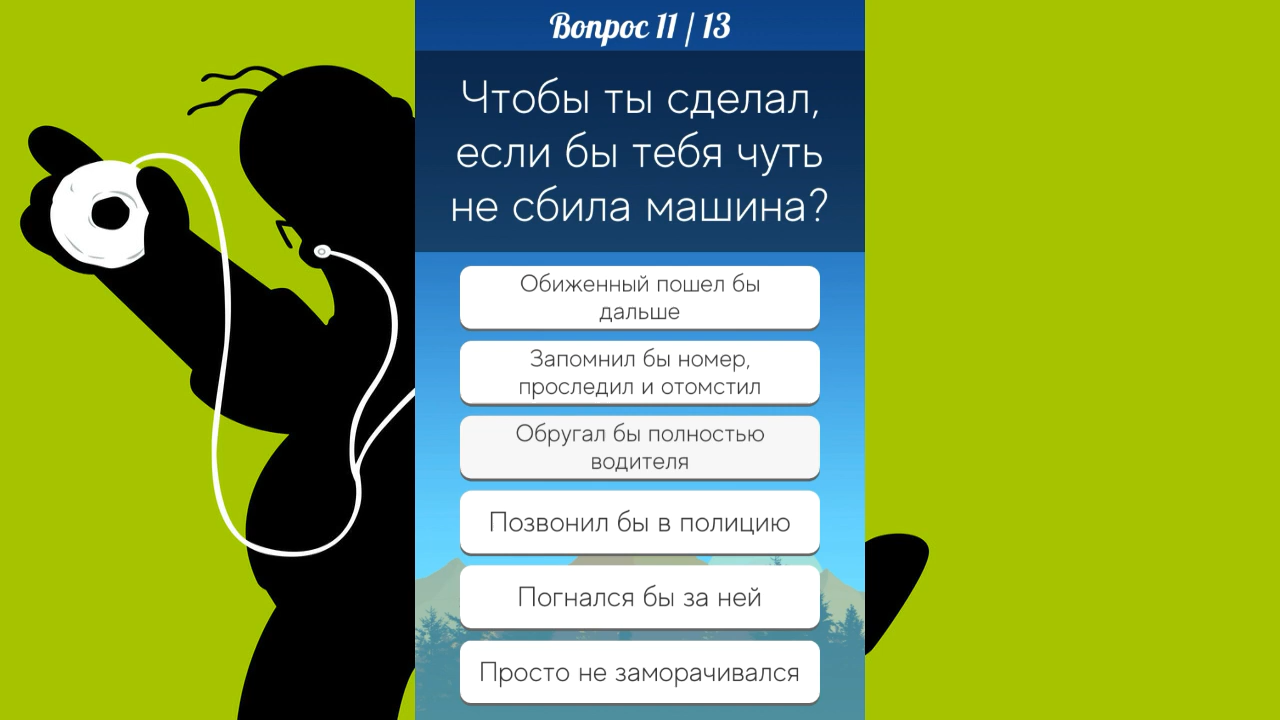 Вопрос 11 / 13
Чтобы ты сделал,
если бы тебя чуть
не сбила машина?
Обиженный пошел бы
дальше
Запомнил бы номер,
проследил и отомстил
Обругал бы полностью
водителя
Позвонил бы в полицию
Погнался бы за ней
Просто не заморачивался